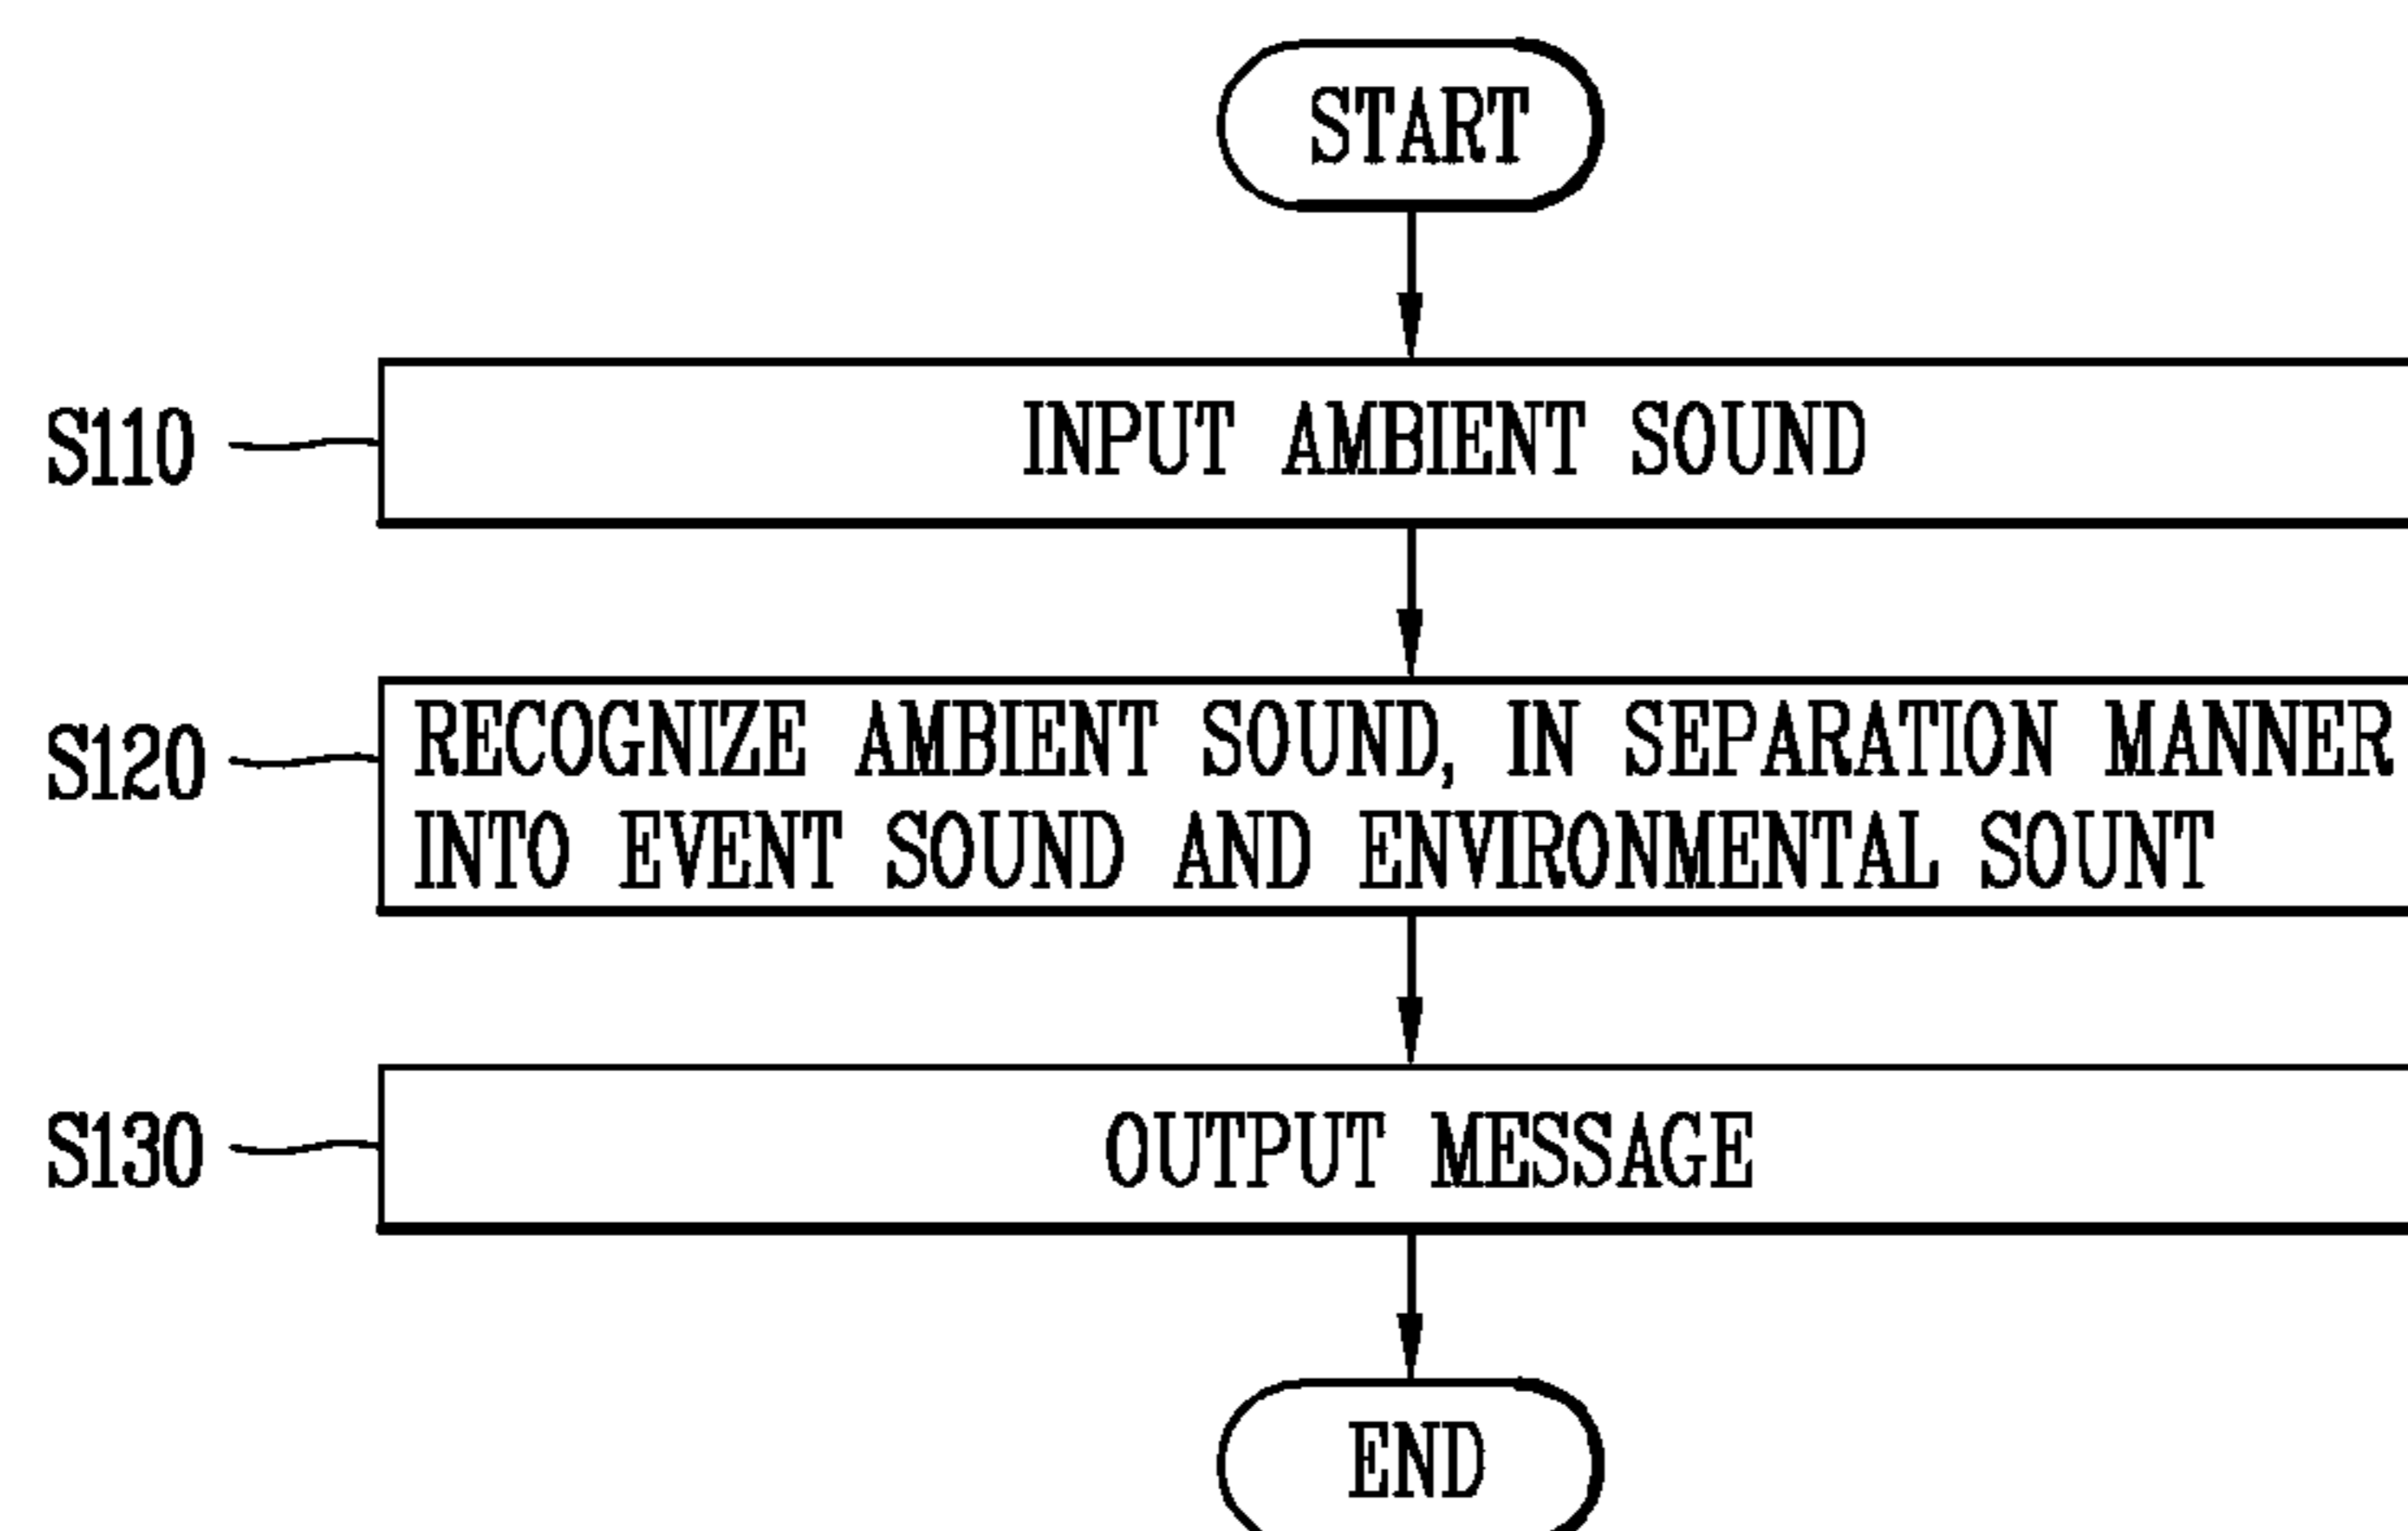 START
S110
INPUT AMBIENT SOUND
S120
RECOGNIZE AMBIENT SOUND, IN SEPARATION MANNER
INTO EVENT SOUND AND ENVIRONMENTAL SOUNT
S130
OUTPUT MESSAGE
END